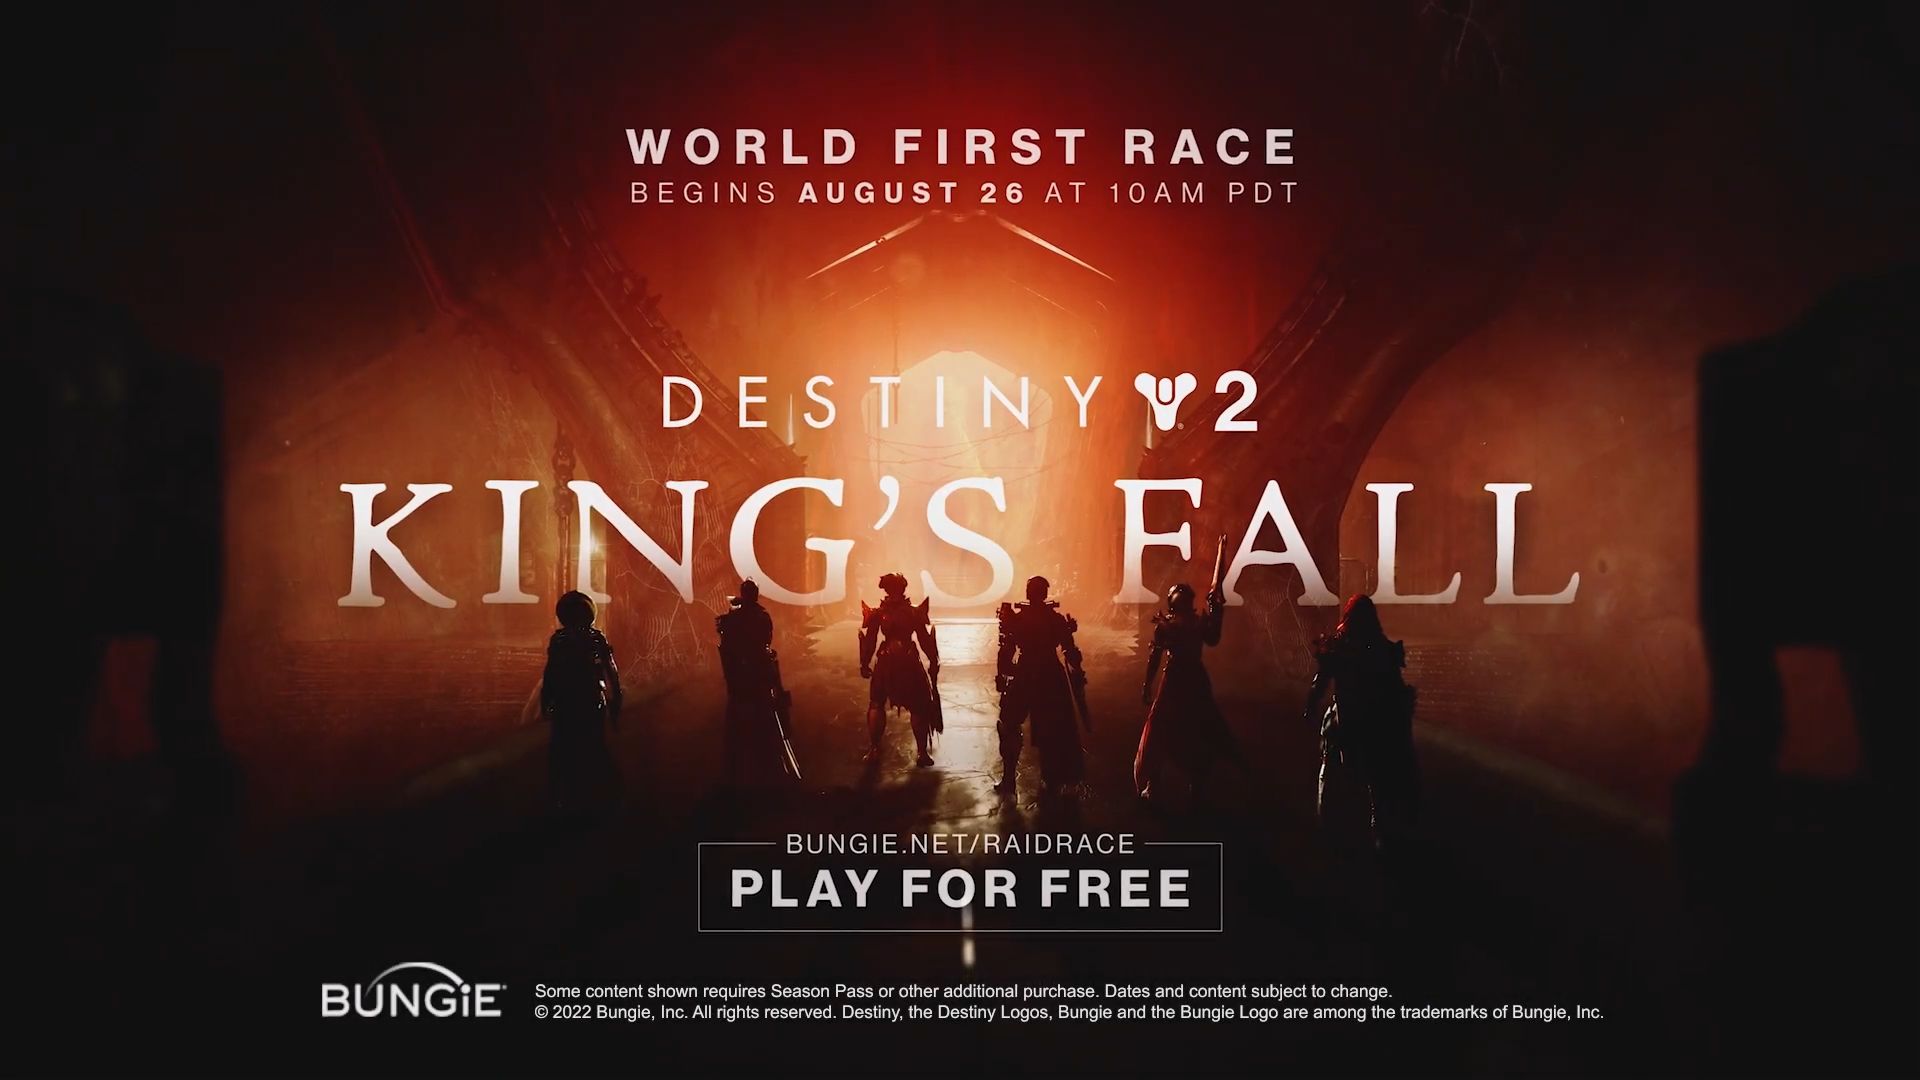 WORLD FIRST RACE
BEGINS AUGUST 26 AT 10AM PDT
DESTINY 2
KING'S FALL
BUNGIE.NET/RAIDRACE
PLAY FOR FREE
BUNGiE
Some content shown requires Season Pass or other additional purchase. Dates and content subject to change.
© 2022 Bungie, Inc. All rights reserved. Destiny, the Destiny Logos, Bungie and the Bungie Logo are among the trademarks of Bungie, Inc.